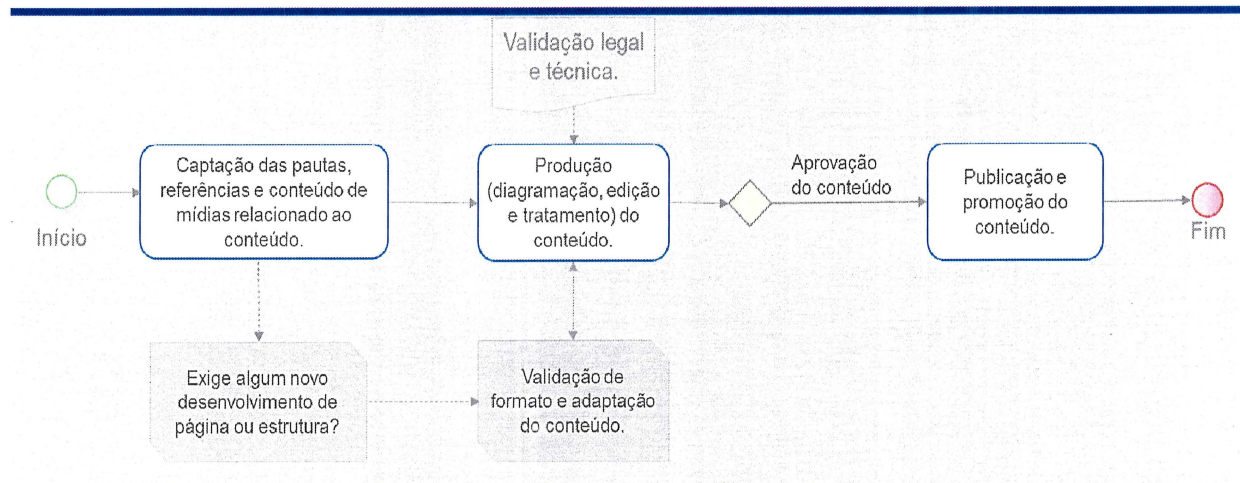 Validação legal
e técnica.
Início
Captação das pautas,
referências e conteúdo de
mídias relacionado ao
conteúdo.
Produção
(diagramação, edição
e tratamento) do
conteúdo.
Aprovação
do conteúdo
Publicação e
promoção do
conteúdo.
Fim
Exige algum novo
desenvolvimento de
página ou estrutura?
Validação de
formato e adaptação
do conteúdo.